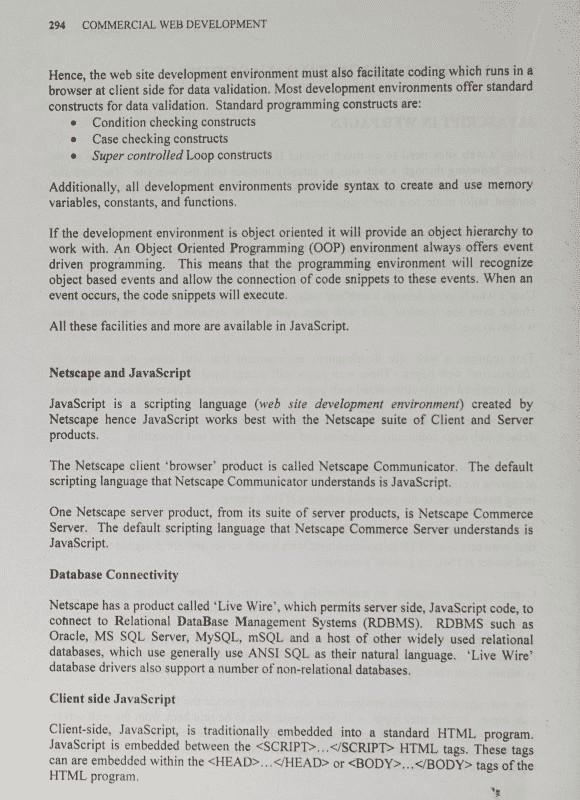 294 COMMERCIAL WEB DEVELOPMENT
Hence, the web site development environment must also facilitate coding which runs in a
browser at client side for data validation. Most development environments offer standard
constructs for data validation. Standard programming constructs are:
• Condition checking constructs
• Case checking constructs
• Super controlled Loop constructs
Additionally, all development environments provide syntax to create and use memory
variables, constants, and functions.
If the development environment is object oriented it will provide an object hierarchy to
work with. An Object Oriented Programming (OOP) environment always offers event
driven programming. This means that the programming environment will recognize
object based events and allow the connection of code snippets to these events. When an
event occurs, the code snippets will execute.
All these facilities and more are available in JavaScript.
Netscape and JavaScript
JavaScript is a scripting language (web site development environment) created by
Netscape hence JavaScript works best with the Netscape suite of Client and Server
products.
The Netscape client 'browser' product is called Netscape Communicator. The default
scripting language that Netscape Communicator understands is JavaScript.
One Netscape server product, from its suite of server products, is Netscape Commerce
Server. The default scripting language that Netscape Commerce Server understands is
JavaScript.
Database Connectivity
Netscape has a product called 'Live Wire', which permits server side, JavaScript code, to
connect to Relational DataBase Management Systems (RDBMS). RDBMS such as
Oracle, MS SQL Server, MySQL, mSQL and a host of other widely used relational
databases, which use generally use ANSI SQL as their natural language. 'Live Wire'
database drivers also support a number of non-relational databases.
Client side JavaScript
Client-side, JavaScript, is traditionally embedded into a standard HTML program.
JavaScript is embedded between the <SCRIPT>...</SCRIPT> HTML tags. These tags
can are embedded within the <HEAD>...</HEAD> or <BODY>...</BODY> tags of the
HTML program.